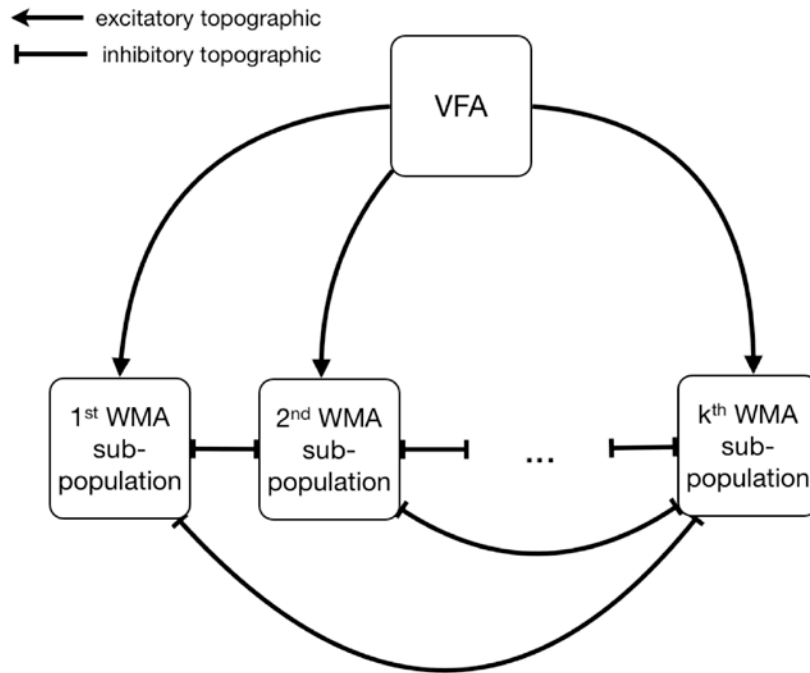 excitatory topographic
inhibitory topographic
VFA
1st WMA
sub-
population
2nd WMA
sub-
population
...
kth WMA
sub-
population